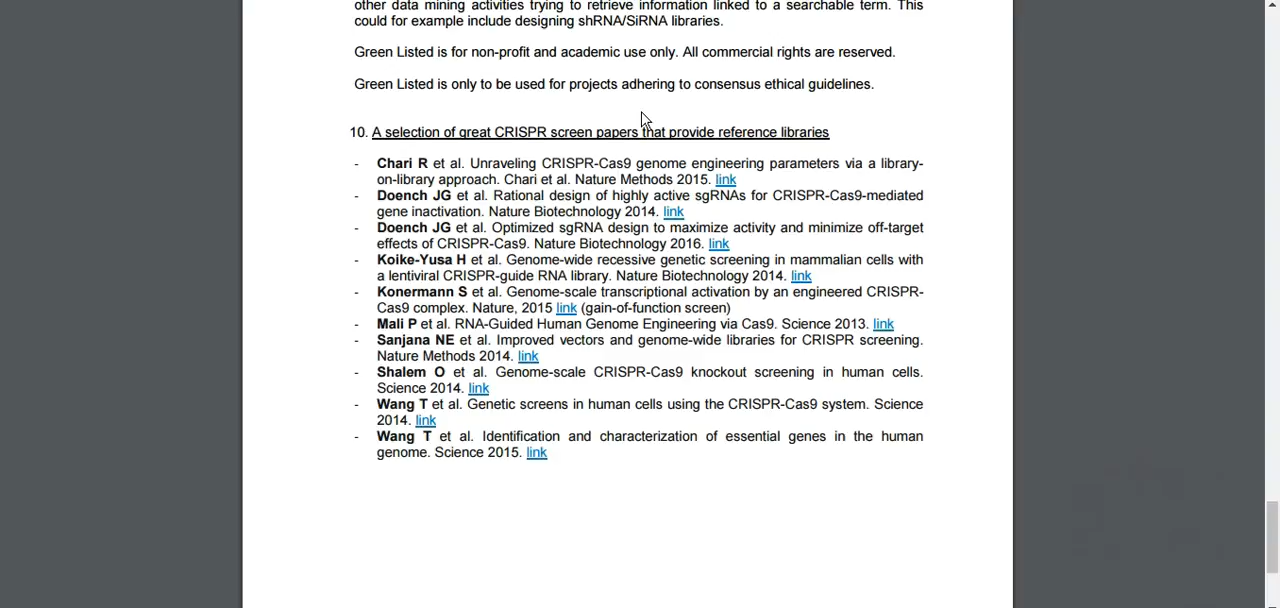 other data mining activities trying to retrieve information linked to a searchable term. This
could for example include designing shRNA/SiRNA libraries.
Green Listed is for non-profit and academic use only. All commercial rights are reserved.
Green Listed is only to be used for projects adhering to consensus ethical guidelines.
10. A selection of great CRISPR screen papers that provide reference libraries
- Chari R et al. Unraveling CRISPR-Cas9 genome engineering parameters via a library-
on-library approach. Chari et al. Nature Methods 2015. link
- Doench JG et al. Rational design of highly active sgRNAs for CRISPR-Cas9-mediated
gene inactivation. Nature Biotechnology 2014. link
- Doench JG et al. Optimized sgRNA design to maximize activity and minimize off-target
effects of CRISPR-Cas9. Nature Biotechnology 2016. link
- Koike-Yusa H et al. Genome-wide recessive genetic screening in mammalian cells with
a lentiviral CRISPR-guide RNA library. Nature Biotechnology 2014. link
- Konermann S et al. Genome-scale transcriptional activation by an engineered CRISPR-
Cas9 complex. Nature, 2015 link (gain-of-function screen)
- Mali P et al. RNA-Guided Human Genome Engineering via Cas9. Science 2013. link
- Sanjana NE et al. Improved vectors and genome-wide libraries for CRISPR screening.
Nature Methods 2014. link
- Shalem O et al. Genome-scale CRISPR-Cas9 knockout screening in human cells.
Science 2014. link
- Wang T et al. Genetic screens in human cells using the CRISPR-Cas9 system. Science
2014. link
- Wang T et al. Identification and characterization of essential genes in the human
genome. Science 2015. link